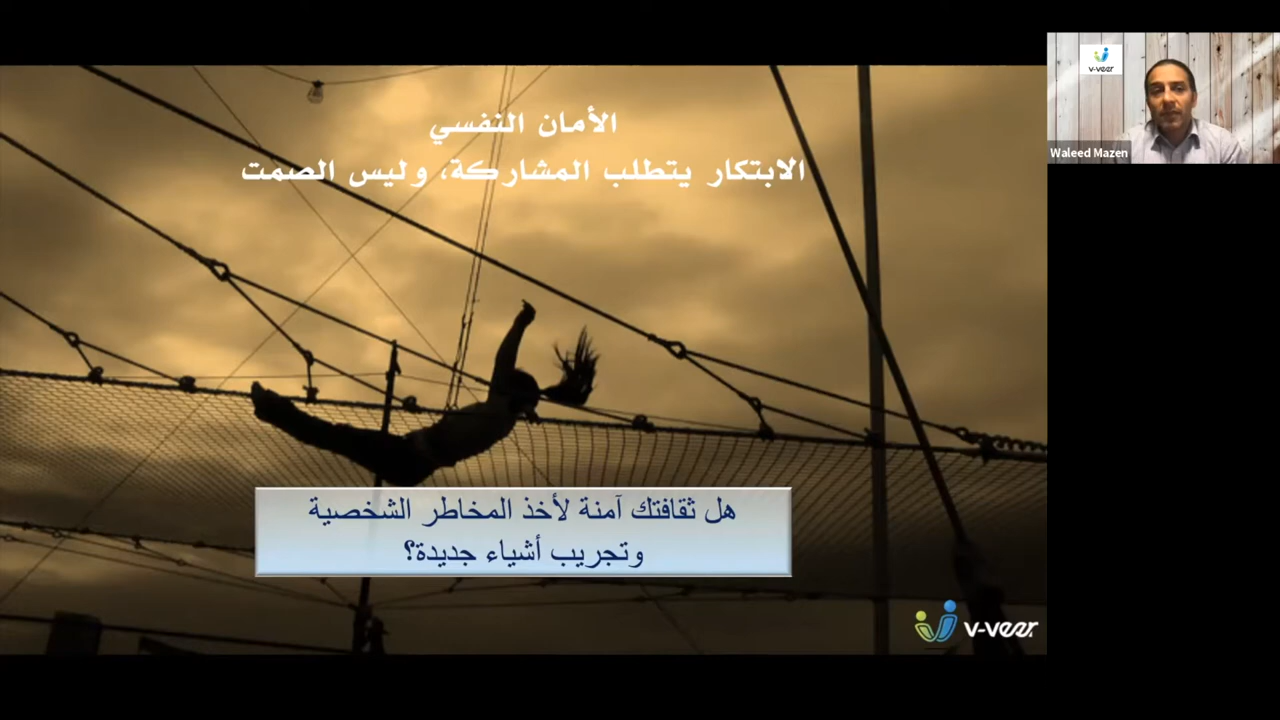 الأمان النفسي
الابتكار يتطلب المشاركة، وليس الصمت
هل ثقافتك آمنة لأخذ المخاطر الشخصية
وتجريب أشياء جديدة؟
v-veer
v-veer
Waleed Mazen